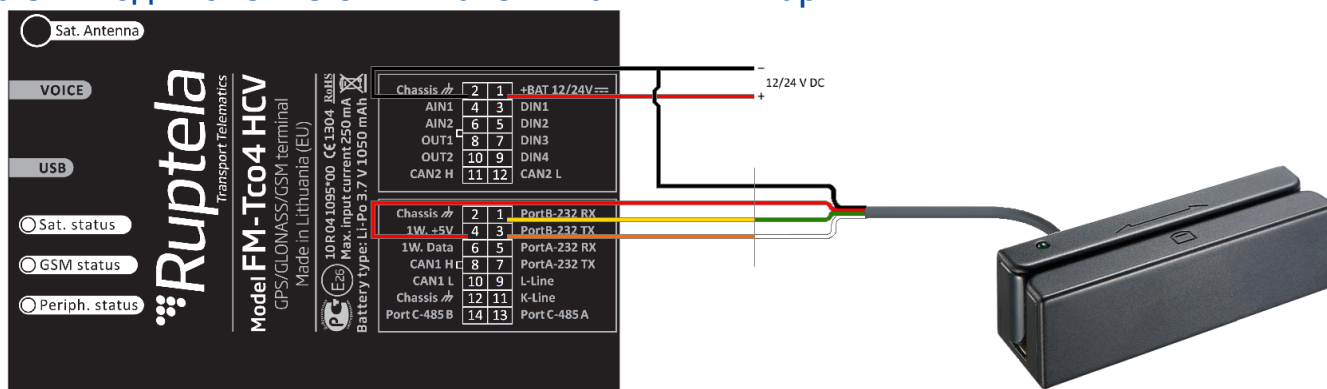 Sat. Antenna
VOICE
USB
Sat. status
GSM status
Periph. status
Ruptela
Transport Telematics
Model FM-Tco4 HCV
GPS/GLONASS/GSM terminal
Made in Lithuania (EU)
10R041095*00 CE1304 RoHS
Max. input current 250 mA
Battery type: Li-Po 3.7 V 1050 mAh
E26
Chassis 2 1 +BAT 12/24V
AIN1 4 3 DIN1
AIN2 6 5 DIN2
OUT1 8 7 DIN3
OUT2 10 9 DIN4
CAN2 H 11 12 CAN2 L
Chassis 2 1 PortB-232 RX
1W. +5V 4 3 PortB-232 TX
1W. Data 6 5 PortA-232 RX
CAN1 H 8 7 PortA-232 TX
CAN1 L 10 9 L-Line
Chassis 12 11 K-Line
Port C-485 B 14 13 Port C-485 A
–
12/24 V DC
+